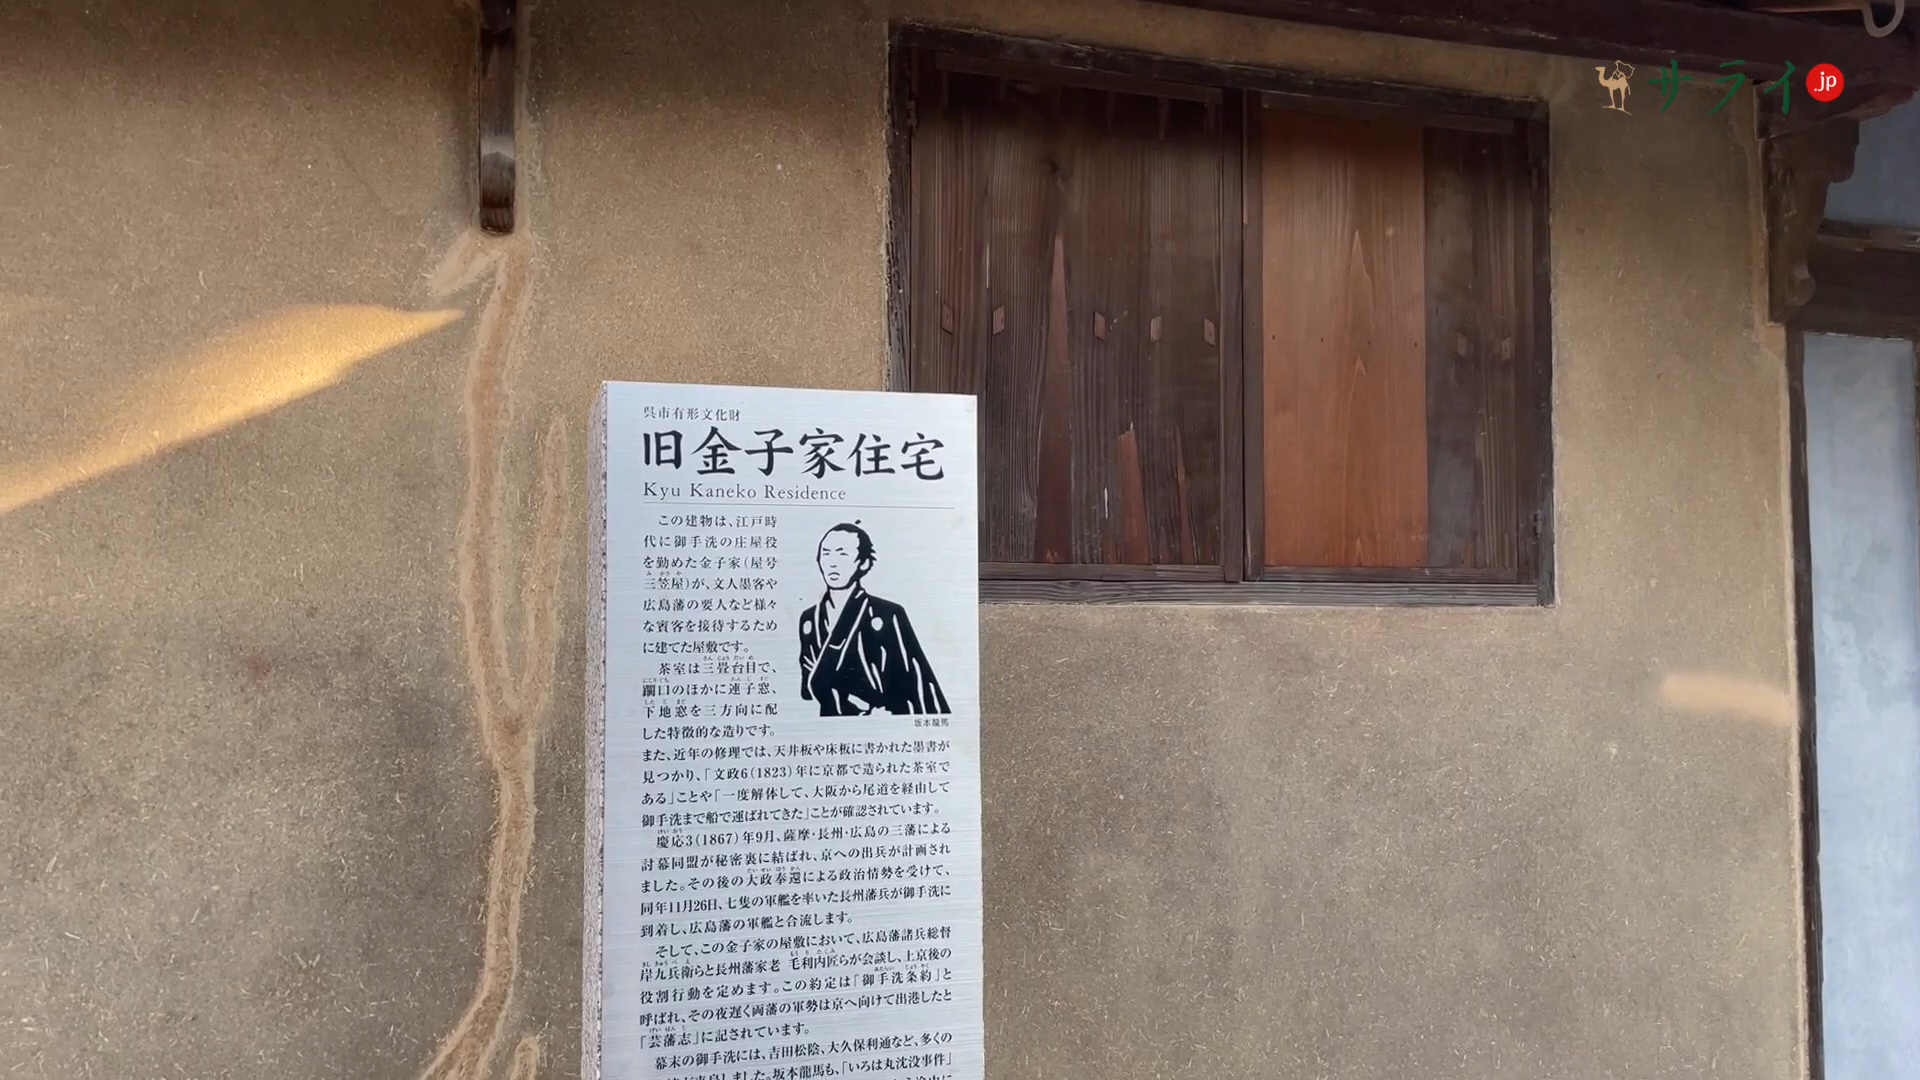 サライ.jp
呉市有形文化財
旧金子家住宅
Kyu Kaneko Residence
この建物は、江戸時
代に御手洗の庄屋役
を勤めた金子家(屋号
三笠屋)が、文人墨客や
広島藩の要人など様々
な賓客を接待するため
に建てた屋敷です。
茶室は三畳台目で、
躙口のほかに連子窓、
下地窓を三方向に配
した特徴的な造りです。
坂本龍馬
また、近年の修理では、天井板や床板に書かれた墨書が
見つかり、「文政6(1823)年に京都で造られた茶室で
ある」ことや「一度解体して、大阪から尾道を経由して
御手洗まで船で運ばれてきた」ことが確認されています。
慶応3(1867)年9月、薩摩・長州・広島の三藩による
討幕同盟が秘密裏に結ばれ、京への出兵が計画され
ました。その後の大政奉還による政治情勢を受けて、
同年11月26日、七隻の軍艦を率いた長州藩兵が御手洗に
到着し、広島藩の軍艦と合流します。
そして、この金子家の屋敷において、広島藩諸兵総督
岸九兵衛らと長州藩家老 毛利内匠らが会談し、上京後の
役割行動を定めます。この約定は「御手洗条約」と
呼ばれ、その夜遅く両藩の軍勢は京へ向けて出港したと
「芸藩志」に記されています。
幕末の御手洗には、吉田松陰、大久保利通など、多くの
来島しました。坂本龍馬も、「いろは丸沈没事件」